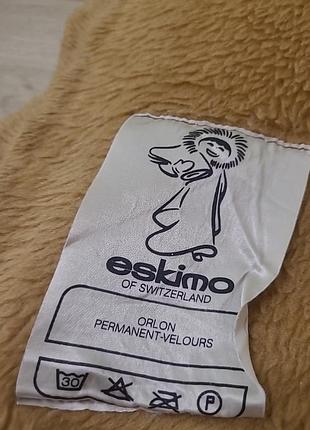 eskimo
OF SWITZERLAND
ORLON
PERMANENT-VELOURS
30 P